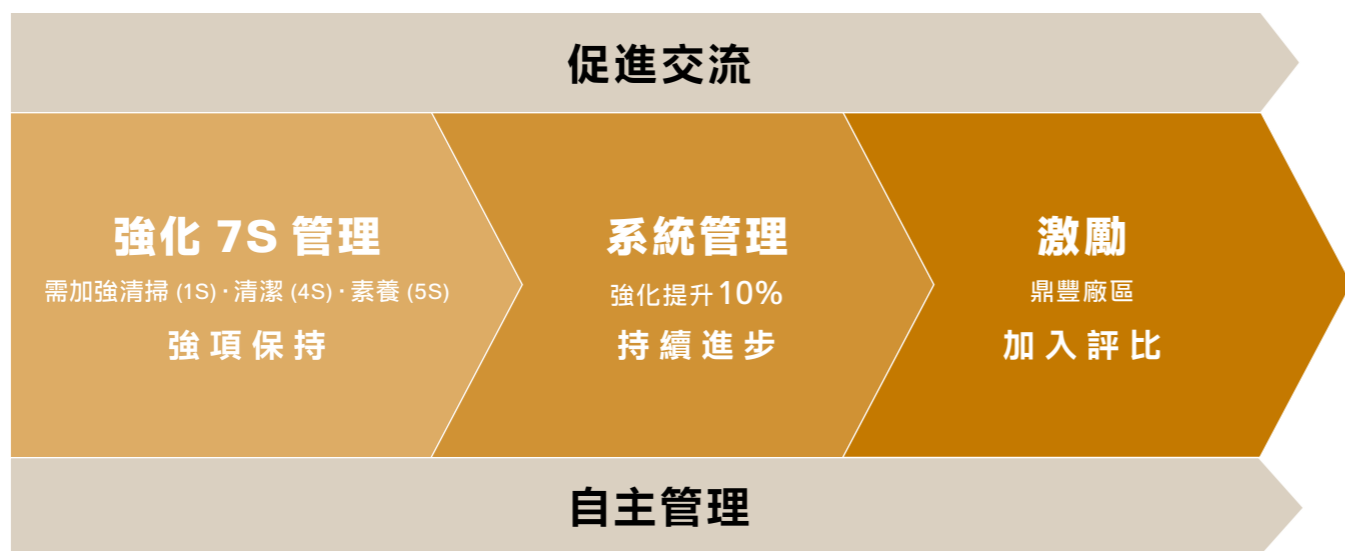 促進交流
強化 7S 管理
需加強清掃 (1S)·清潔 (4S)·素養 (5S)
強項保持
系統管理
強化提升10%
持續進步
激勵
鼎豐廠區
加入評比
自主管理